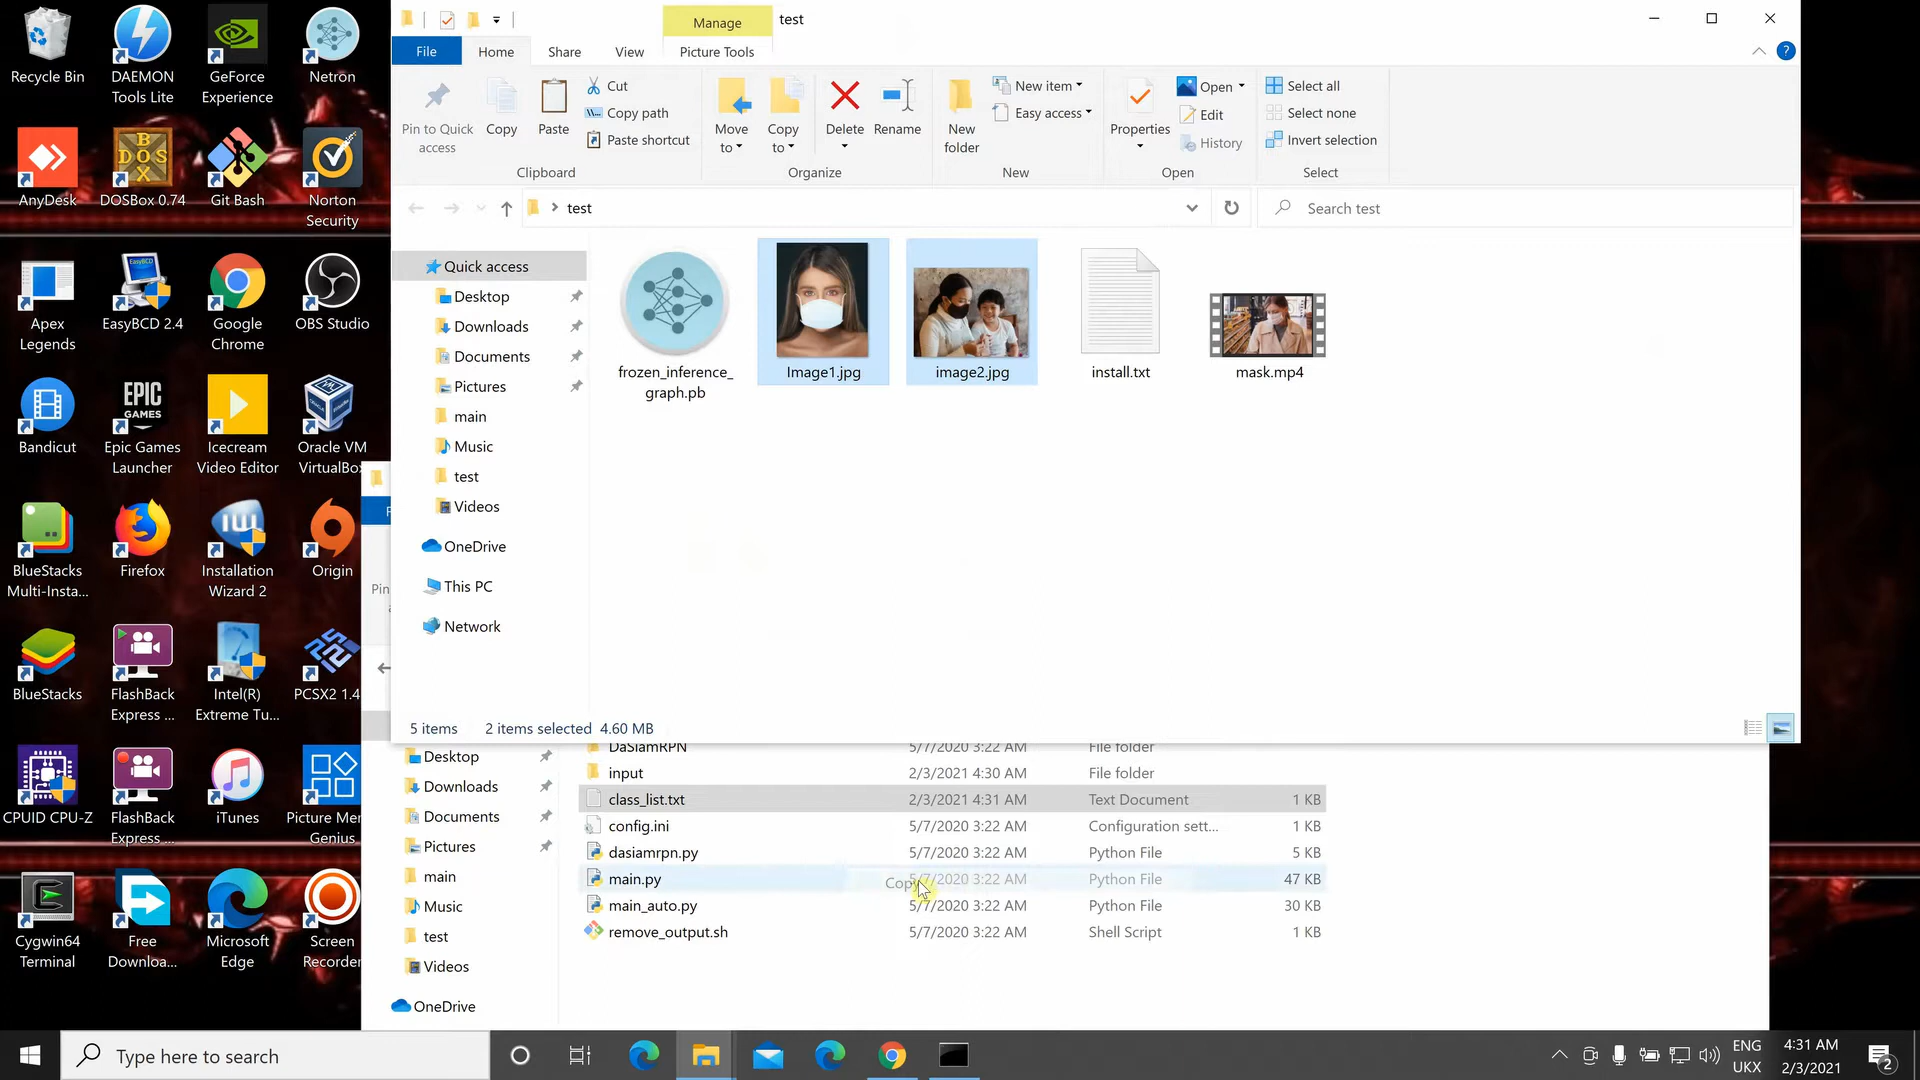 Recycle Bin
DAEMON
Tools Lite
GeForce
Experience
Netron
AnyDesk
DOSBox 0.74
Git Bash
Norton
Security
Apex
Legends
EasyBCD 2.4
Google
Chrome
OBS Studio
Bandicut
Epic Games
Launcher
Icecream
Video Editor
Oracle VM
VirtualBox
BlueStacks
Multi-Insta...
Firefox
Installation
Wizard 2
Origin
BlueStacks
FlashBack
Express ...
Intel(R)
Extreme Tu...
PCSX2 1.4
CPUID CPU-Z
FlashBack
Express ...
iTunes
Picture Mer
Genius
Cygwin64
Terminal
Free
Downloa...
Microsoft
Edge
Screen
Recorder
Manage
test
File
Home
Share
View
Picture Tools
Pin to Quick
access
Copy
Paste
Cut
Copy path
Paste shortcut
Clipboard
Move
to
Copy
to
Delete
Rename
Organize
New
folder
New item
Easy access
New
Properties
Open
Edit
History
Open
Select all
Select none
Invert selection
Select
test
Search test
Quick access
Desktop
Downloads
Documents
Pictures
main
Music
test
Videos
OneDrive
This PC
Network
frozen_inference_
graph.pb
Image1.jpg
image2.jpg
install.txt
mask.mp4
5 items
2 items selected 4.60 MB
Pin
Desktop
Downloads
Documents
Pictures
main
Music
test
Videos
OneDrive
DaSiamRPN 5/7/2020 3:22 AM File folder
input 2/3/2021 4:30 AM File folder
class_list.txt 2/3/2021 4:31 AM Text Document 1 KB
config.ini 5/7/2020 3:22 AM Configuration sett... 1 KB
dasiamrpn.py 5/7/2020 3:22 AM Python File 5 KB
main.py 5/7/2020 3:22 AM Python File 47 KB
Copy
main_auto.py 5/7/2020 3:22 AM Python File 30 KB
remove_output.sh 5/7/2020 3:22 AM Shell Script 1 KB
Type here to search
ENG
UKX
4:31 AM
2/3/2021
2